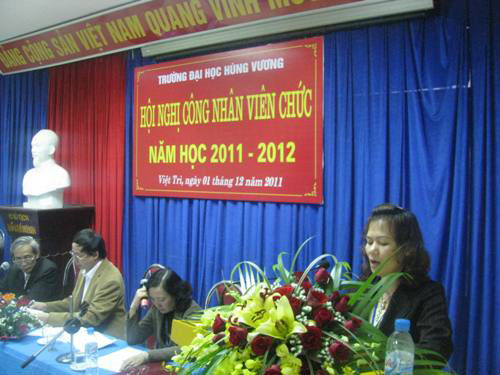 ĐẢNG CỘNG SẢN VIỆT NAM QUANG VINH MUÔN
TRƯỜNG ĐẠI HỌC HÙNG VƯƠNG
HỘI NGHỊ CÔNG NHÂN VIÊN CHỨC
NĂM HỌC 2011 - 2012
Việt Trì, ngày 01 tháng 12 năm 2011